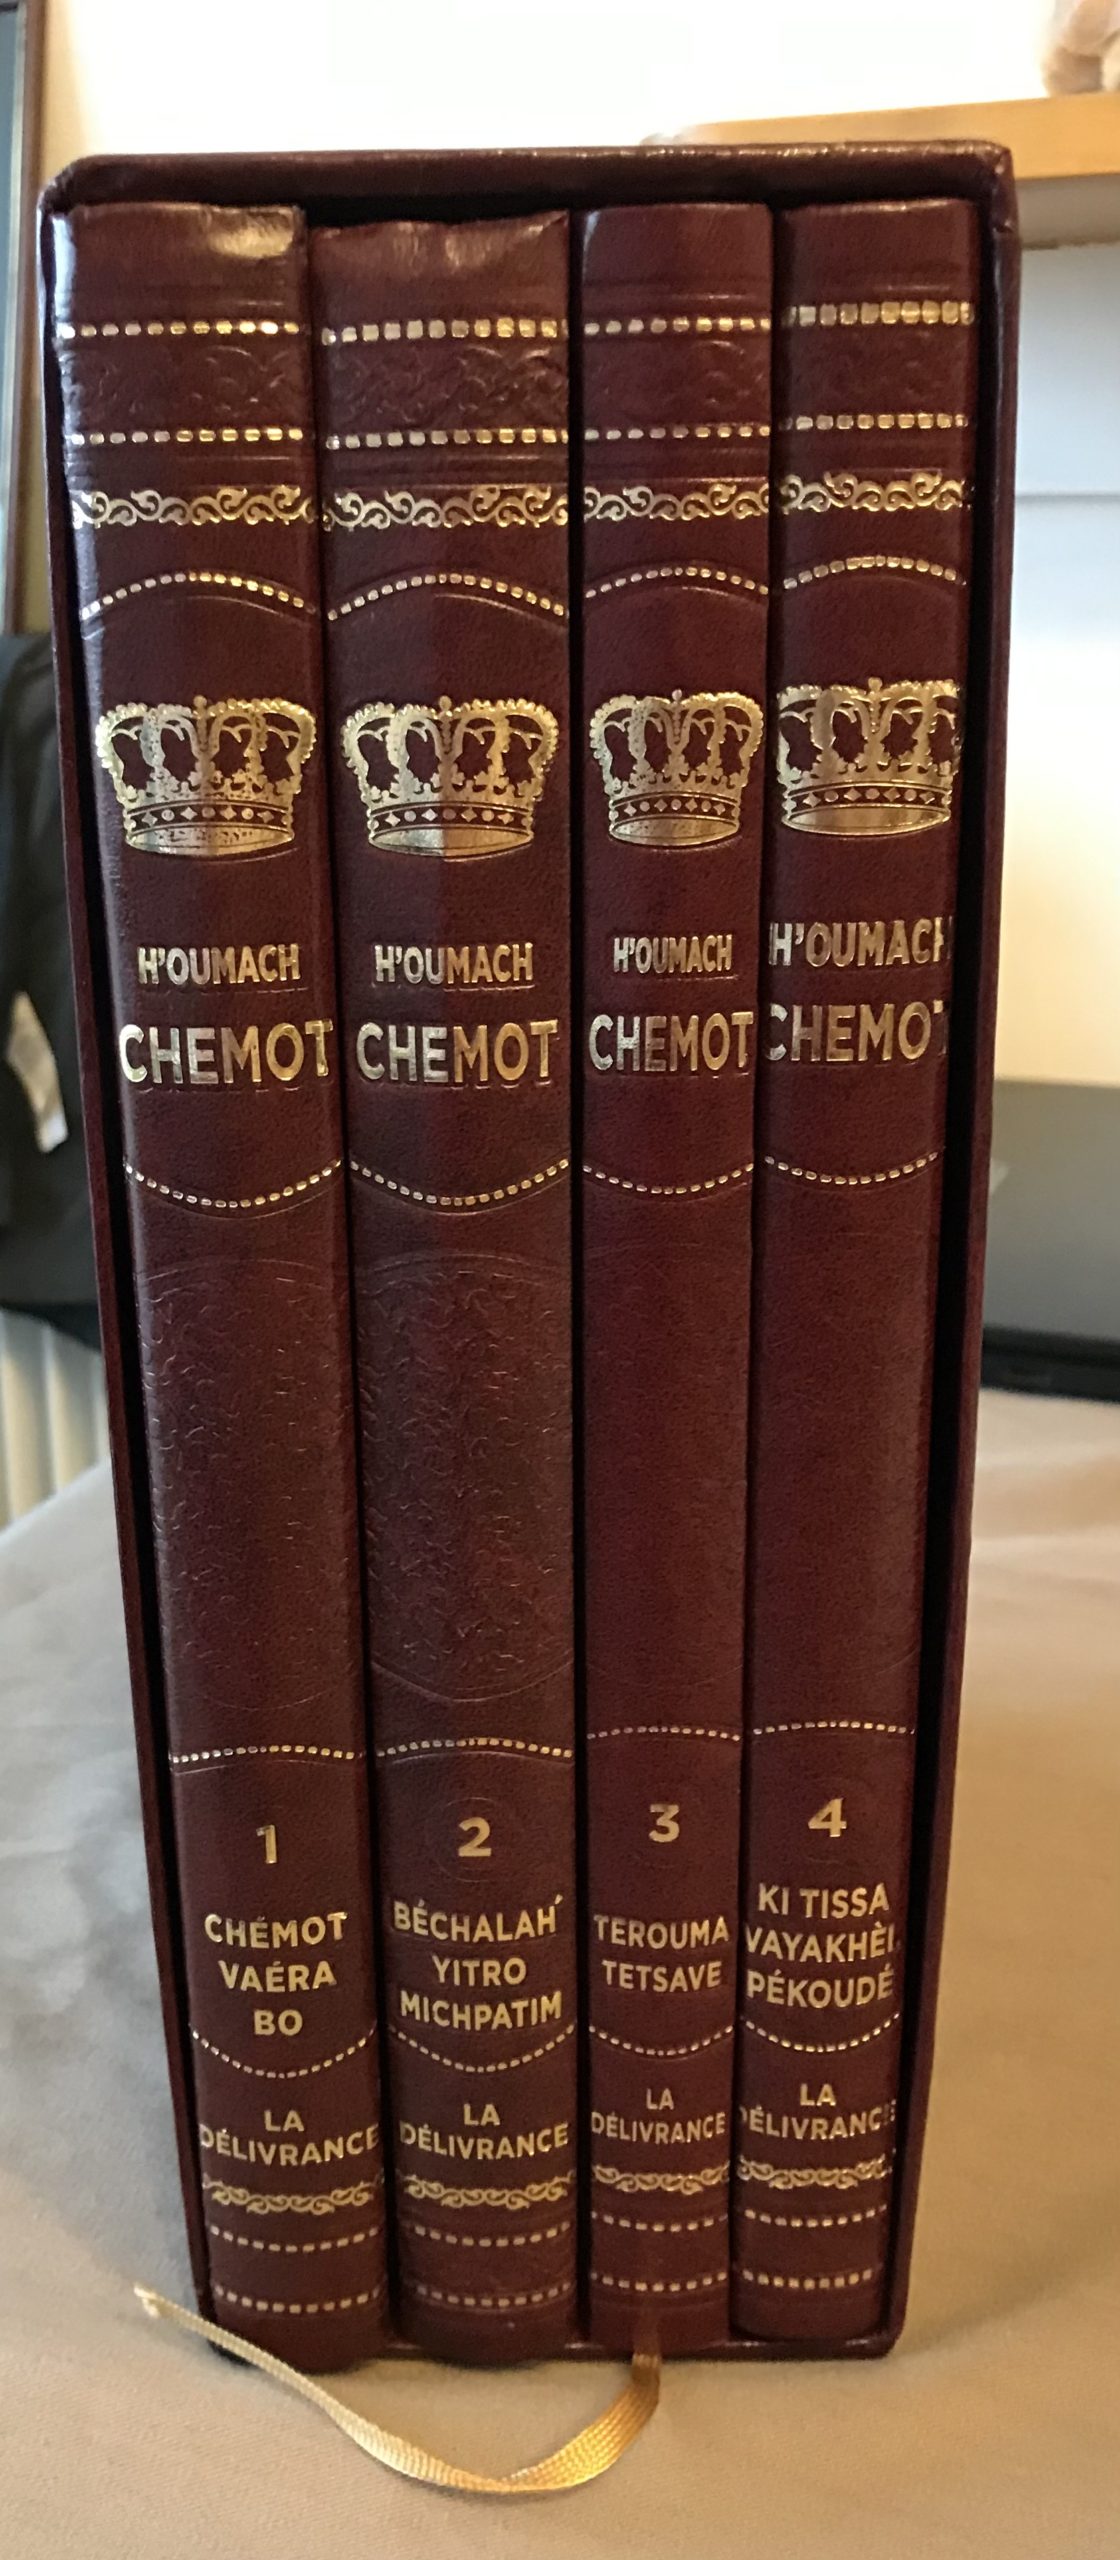 H'OUMACH
CHEMOT
1
CHÉMOT
VAÉRA
BO
LA
DÉLIVRANCE
H'OUMACH
CHEMOT
2
BÉCHALAH'
YITRO
MICHPATIM
LA
DÉLIVRANCE
H'OUMACH
CHEMOT
3
TEROUMA
TETSAVE
LA
DÉLIVRANCE
H'OUMACH
CHEMOT
4
KI TISSA
VAYAKHÈL
PÉKOUDÉ
LA
DÉLIVRANCE